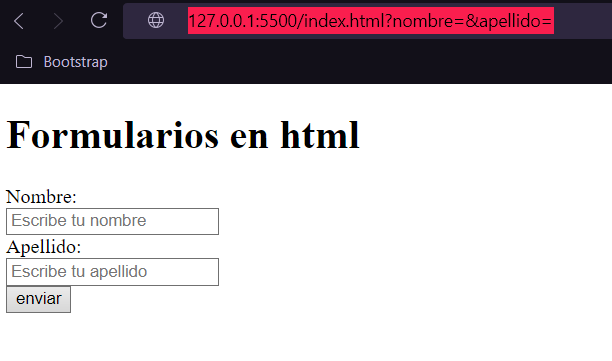 127.0.0.1:5500/index.html?nombre=&apellido=
Bootstrap
Formularios en html
Nombre:
Escribe tu nombre
Apellido:
Escribe tu apellido
enviar